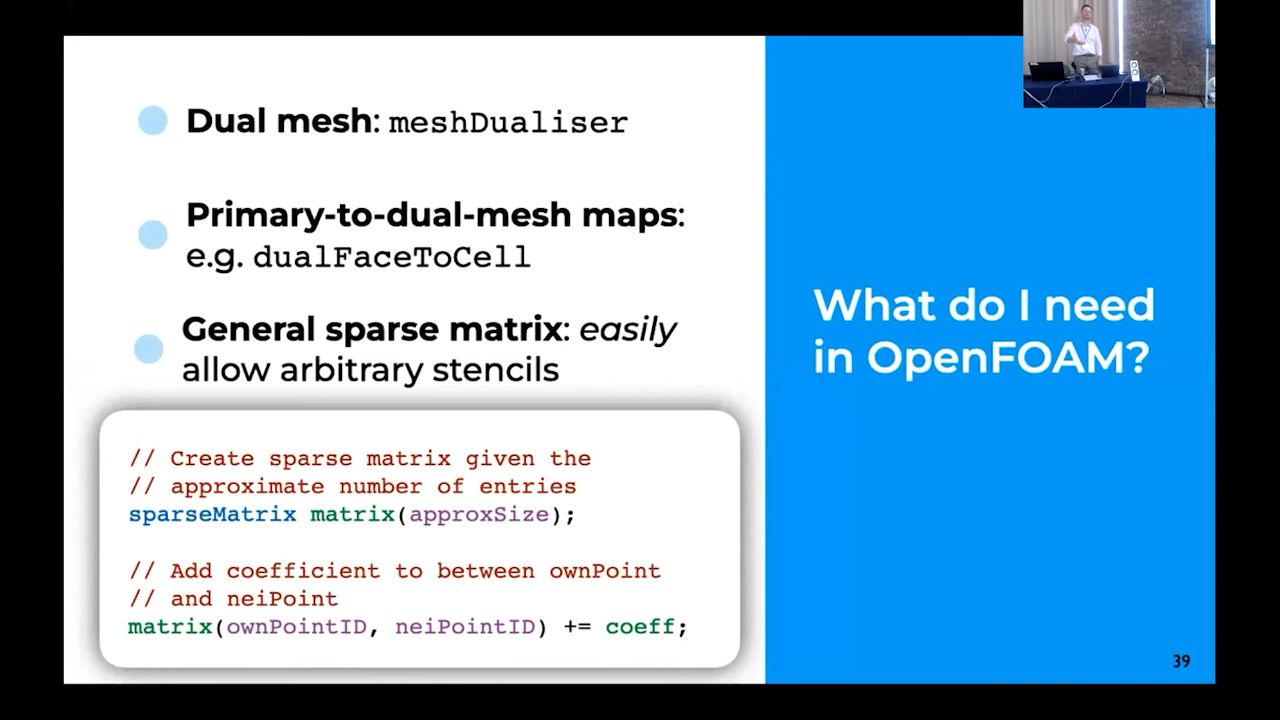 Dual mesh: meshDualiser
Primary-to-dual-mesh maps:
e.g. dualFaceToCell
General sparse matrix: easily
allow arbitrary stencils
// Create sparse matrix given the
// approximate number of entries
sparseMatrix matrix(approxSize);
// Add coefficient to between ownPoint
// and neiPoint
matrix(ownPointID, neiPointID) += coeff;
What do I need
in OpenFOAM?
39